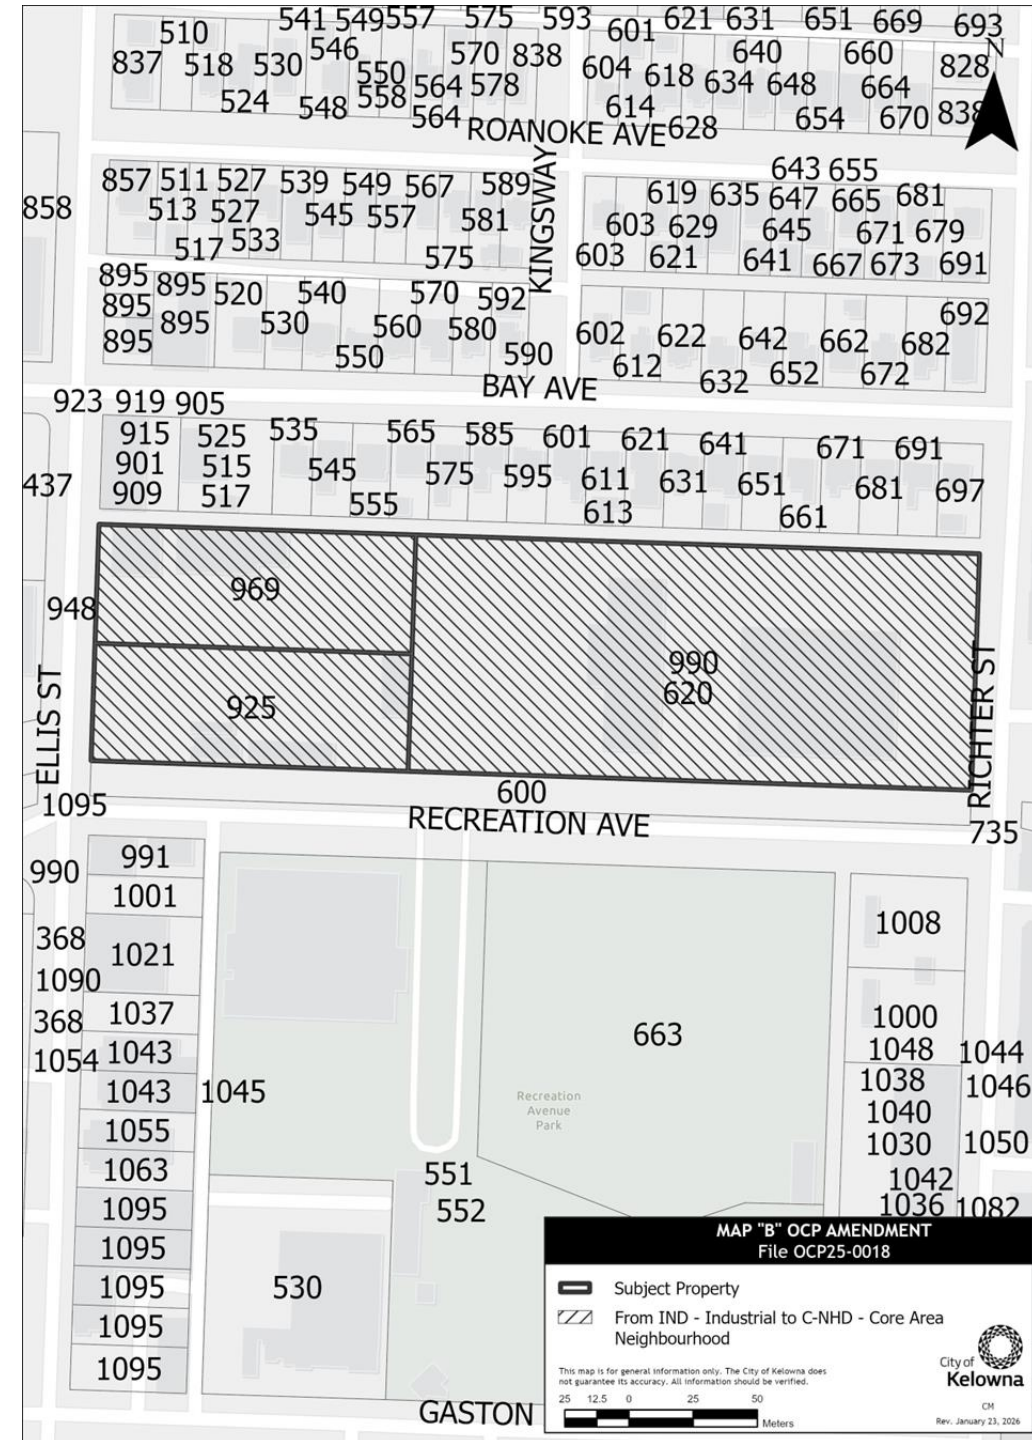 541 549 557 575 593 601 621 631 651 669 693
510 546 570 838 640 660
837 518 530 550 564 578 604 618 634 648 664 828
524 548 558 564 614 628 654 670 838
N
ROANOKE AVE
643 655
857 511 527 539 549 567 589 619 635 647 665 681
858 513 527 545 557 581 603 629 645 671 679
517 533 575 603 621 641 667 673 691
KINGSWAY
895 895 520 540 570 592 692
895 895 530 560 580 602 622 642 662 682
895 550 590 612 632 652 672
BAY AVE
923 919 905
915 525 535 565 585 601 621 641 671 691
901 515 545 575 595 611 631 651 681 697
437 909 517 555 613 661
969
948
990
620
925
ELLIS ST
RICHTER ST
600
1095
RECREATION AVE
735
991
990
1001
1008
368
1021
1090
1037
1000
368
663
1054
1043
1048 1044
1043
1045
1038 1046
Recreation
Avenue
Park
1040
1055
1030 1050
1063
551
1042
1095
552
1036 1082
1095
530
1095
1095
1095
GASTON
MAP "B" OCP AMENDMENT
File OCP25-0018
Subject Property
From IND - Industrial to C-NHD - Core Area
Neighbourhood
This map is for general information only. The City of Kelowna does
not guarantee its accuracy. All information should be verified.
25 12.5 0 25 50
Meters
City of
Kelowna
CM
Rev. January 23, 2026